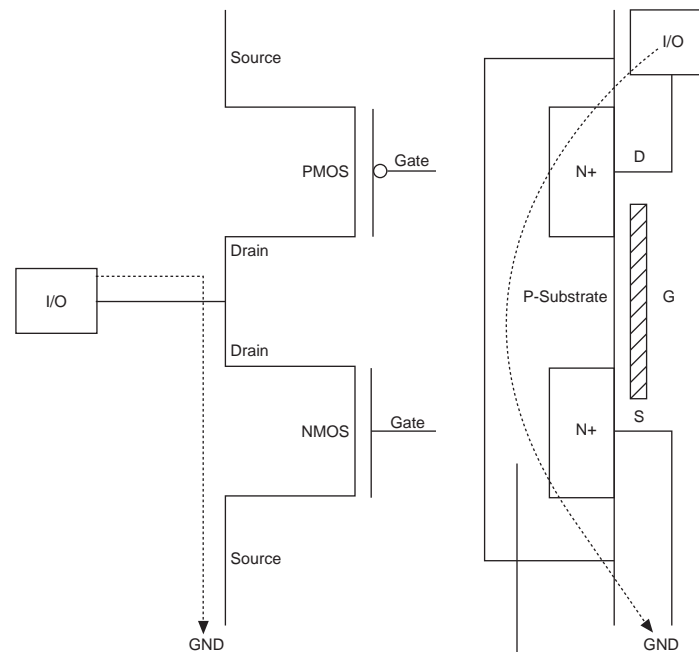 Source
PMOS
Gate
Drain
I/O
Drain
NMOS
Gate
Source
GND
I/O
N+
D
P-Substrate
G
N+
S
GND